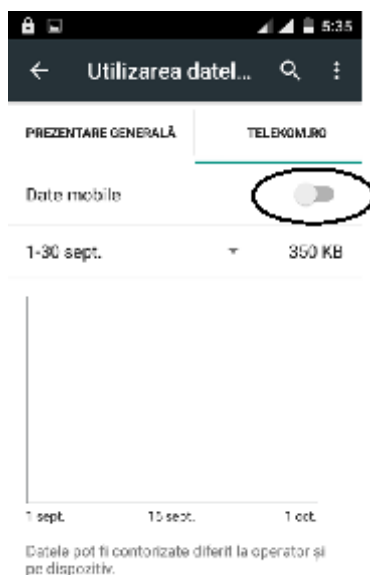 5:35
Utilizarea datel...
PREZENTARE GENERALĂ TELEKOM.RO
Date mobile
1-30 sept. 350 KB
1 sept. 15 sept. 1 oct.
Datele pot fi contorizate diferit la operator și
pe dispozitiv.